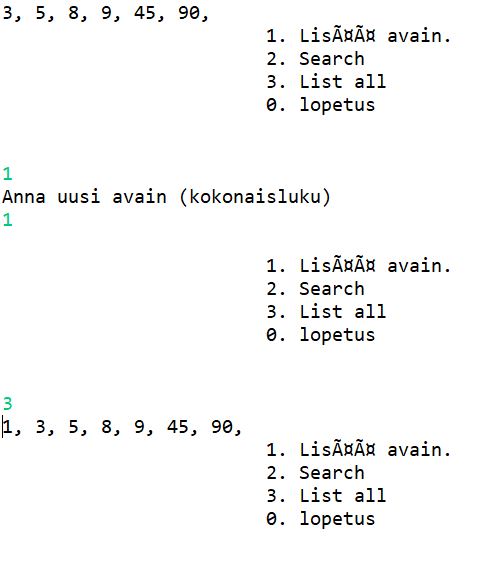 3, 5, 8, 9, 45, 90,
1. LisÃ¤Ã¤ avain.
2. Search
3. List all
0. lopetus
1
Anna uusi avain (kokonaisluku)
1
1. LisÃ¤Ã¤ avain.
2. Search
3. List all
0. lopetus
3
1, 3, 5, 8, 9, 45, 90,
1. LisÃ¤Ã¤ avain.
2. Search
3. List all
0. lopetus